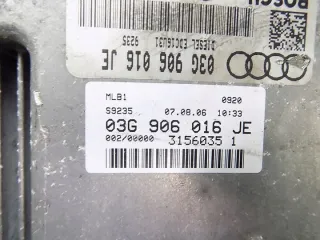 BOSCH
DIESEL EDC16U31
9235
03G 906 016 JE
MLB1 0920
S9235 07.08.06 10:33
03G 906 016 JE
002/00000 3156035 1